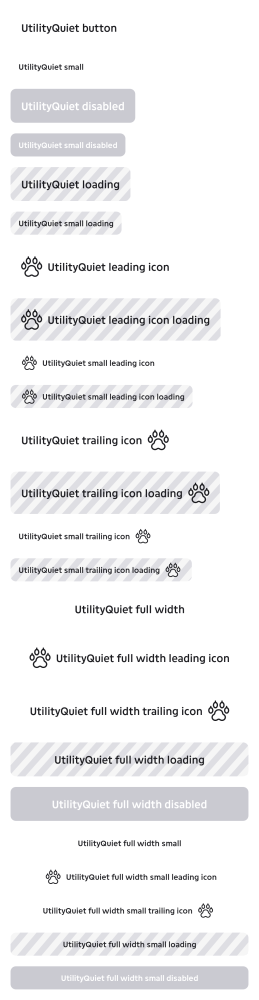 UtilityQuiet button
UtilityQuiet small
UtilityQuiet disabled
UtilityQuiet small disabled
UtilityQuiet loading
UtilityQuiet small loading
UtilityQuiet leading icon
UtilityQuiet leading icon loading
UtilityQuiet small leading icon
UtilityQuiet small leading icon loading
UtilityQuiet trailing icon
UtilityQuiet trailing icon loading
UtilityQuiet small trailing icon
UtilityQuiet small trailing icon loading
UtilityQuiet full width
UtilityQuiet full width leading icon
UtilityQuiet full width trailing icon
UtilityQuiet full width loading
UtilityQuiet full width disabled
UtilityQuiet full width small
UtilityQuiet full width small leading icon
UtilityQuiet full width small trailing icon
UtilityQuiet full width small loading
UtilityQuiet full width small disabled